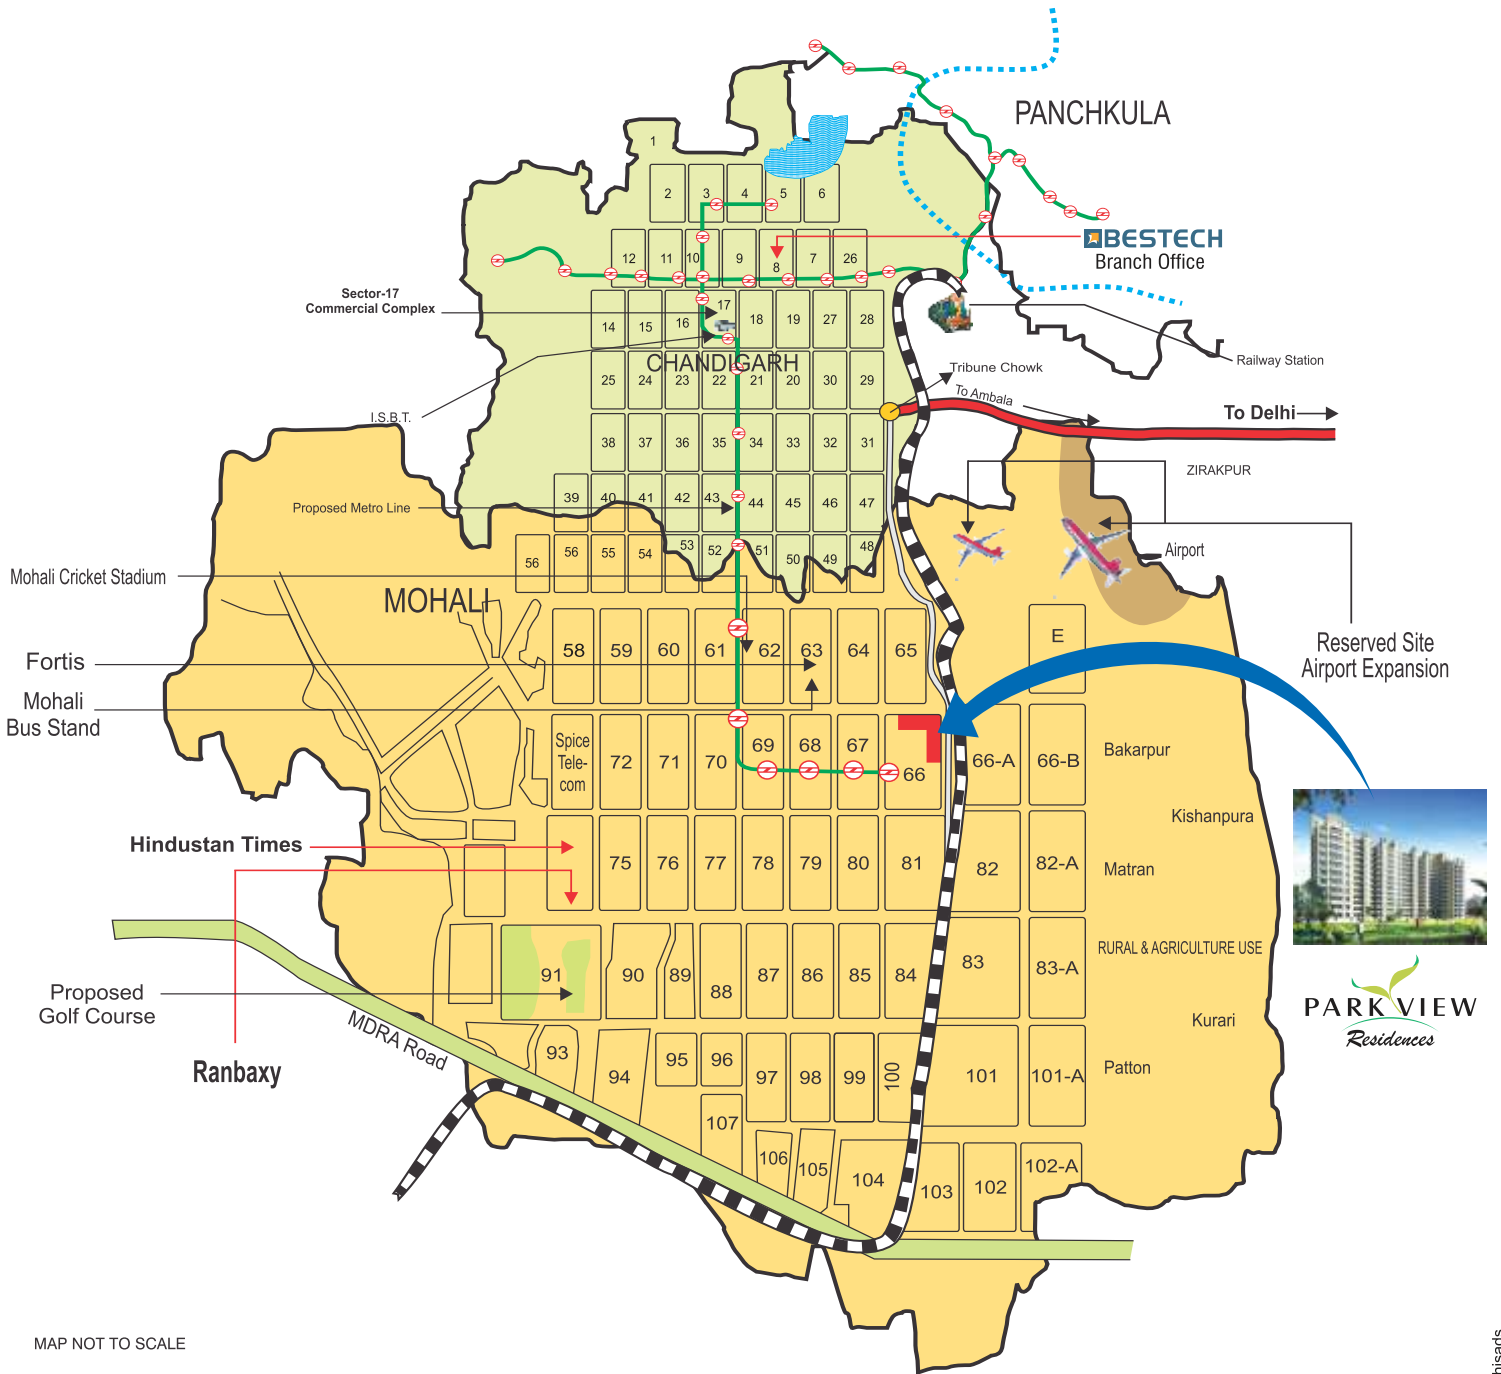 PANCHKULA
1
2 3 4 5 6
BESTECH
Branch Office
12 11 10 9 8 7 26
Sector-17
Commercial Complex
14 15 16 17 18 19 27 28
CHANDIGARH
Railway Station
Tribune Chowk
25 24 23 22 21 20 30 29
To Ambala
To Delhi
I.S.B.T.
38 37 36 35 34 33 32 31
ZIRAKPUR
39 40 41 42 43 44 45 46 47
Proposed Metro Line
56 56 55 54 53 52 51 50 49 48
Airport
Mohali Cricket Stadium
MOHALI
Reserved Site
Airport Expansion
58 59 60 61 62 63 64 65 E
Fortis
Mohali
Bus Stand
Spice
Tele-
com
72 71 70 69 68 67 66 66-A 66-B
Bakarpur
Kishanpura
Hindustan Times
75 76 77 78 79 80 81 82 82-A
Matran
RURAL & AGRICULTURE USE
91 90 89 88 87 86 85 84 83 83-A
Proposed
Golf Course
PARK VIEW
Residences
Kurari
MDRA Road
Ranbaxy
93 94 95 96 97 98 99 100 101 101-A
Patton
107
106 105 104 103 102 102-A
MAP NOT TO SCALE
hisads